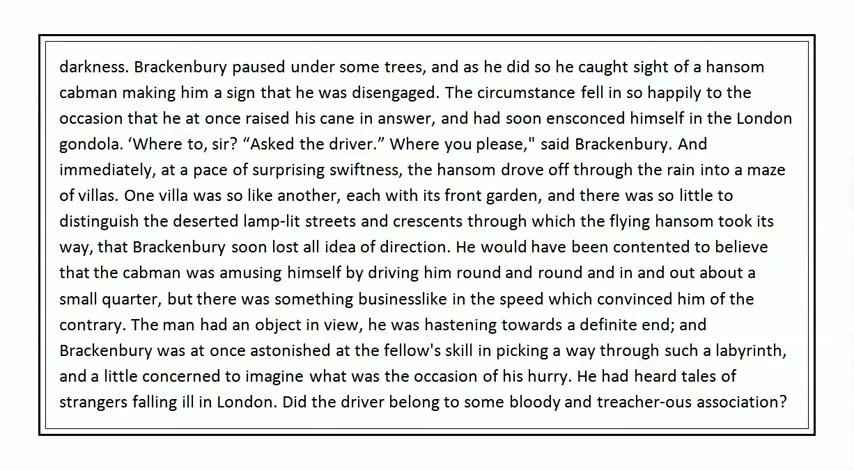 darkness. Brackenbury paused under some trees, and as he did so he caught sight of a hansom
cabman making him a sign that he was disengaged. The circumstance fell in so happily to the
occasion that he at once raised his cane in answer, and had soon ensconced himself in the London
gondola. ‘Where to, sir? “Asked the driver.” Where you please," said Brackenbury. And
immediately, at a pace of surprising swiftness, the hansom drove off through the rain into a maze
of villas. One villa was so like another, each with its front garden, and there was so little to
distinguish the deserted lamp-lit streets and crescents through which the flying hansom took its
way, that Brackenbury soon lost all idea of direction. He would have been contented to believe
that the cabman was amusing himself by driving him round and round and in and out about a
small quarter, but there was something businesslike in the speed which convinced him of the
contrary. The man had an object in view, he was hastening towards a definite end; and
Brackenbury was at once astonished at the fellow's skill in picking a way through such a labyrinth,
and a little concerned to imagine what was the occasion of his hurry. He had heard tales of
strangers falling ill in London. Did the driver belong to some bloody and treacher-ous association?